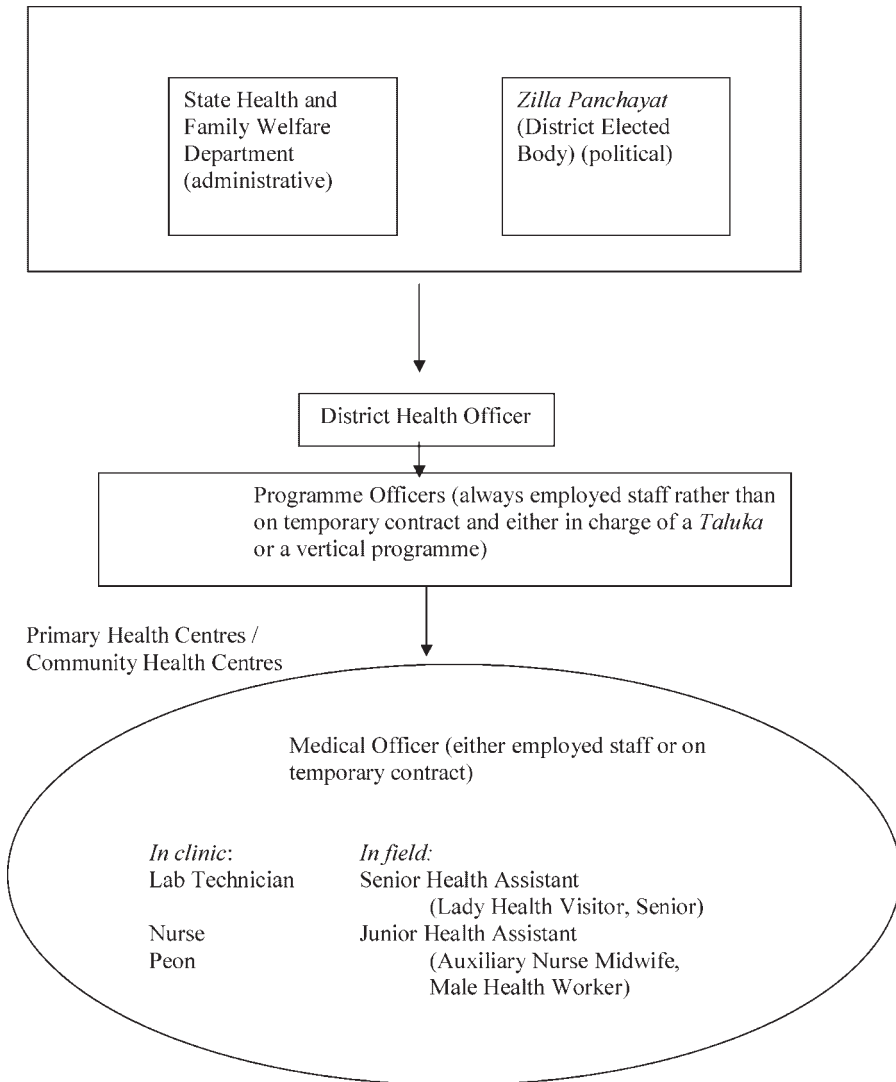 State Health and
Family Welfare
Department
(administrative)
Zilla Panchayat
(District Elected
Body) (political)
District Health Officer
Programme Officers (always employed staff rather than
on temporary contract and either in charge of a Taluka
or a vertical programme)
Primary Health Centres /
Community Health Centres
Medical Officer (either employed staff or on
temporary contract)
In clinic:
Lab Technician
Nurse
Peon
In field:
Senior Health Assistant
(Lady Health Visitor, Senior)
Junior Health Assistant
(Auxiliary Nurse Midwife,
Male Health Worker)